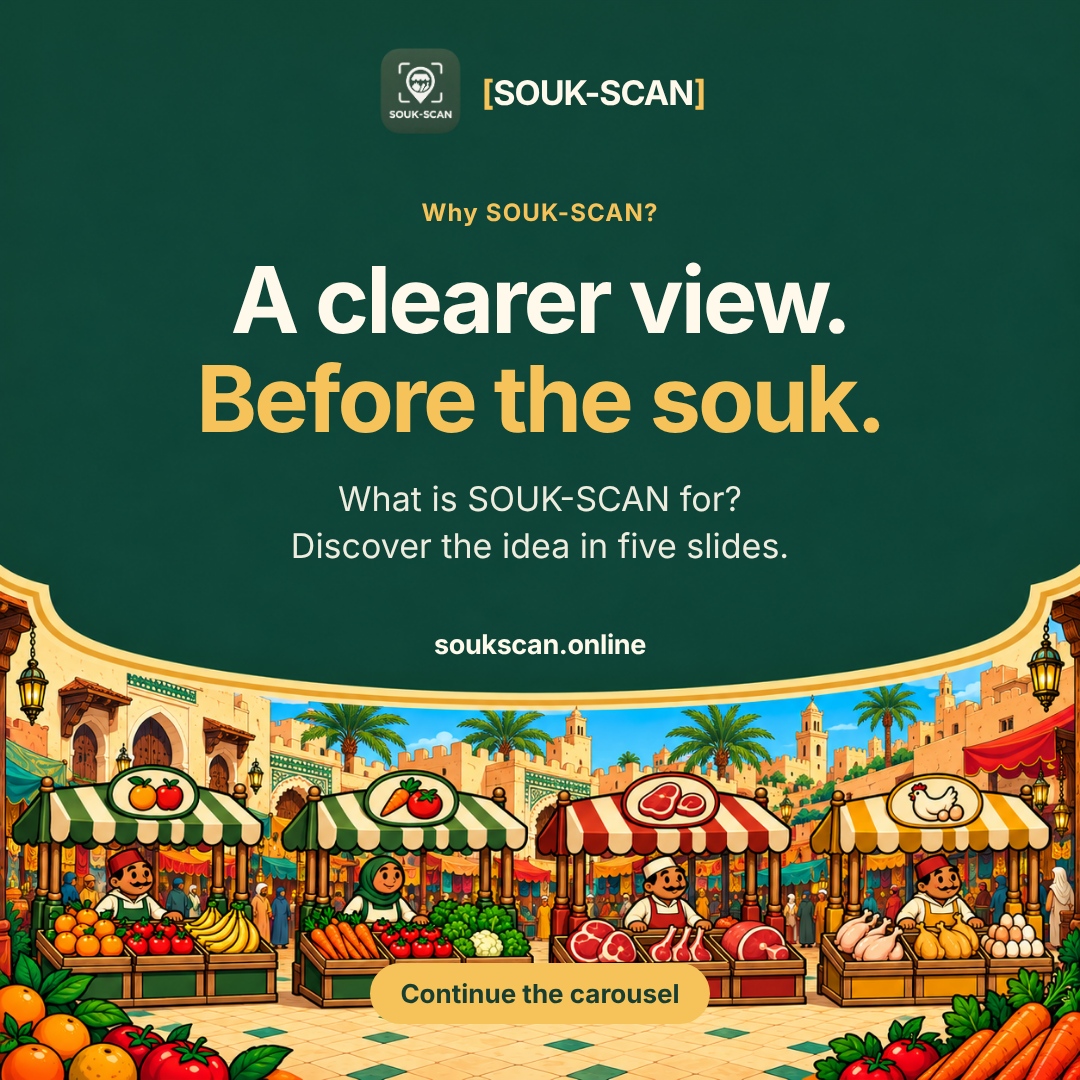 SOUK-SCAN
[SOUK-SCAN]
Why SOUK-SCAN?
A clearer view.
Before the souk.
What is SOUK-SCAN for?
Discover the idea in five slides.
soukscan.online
Continue the carousel